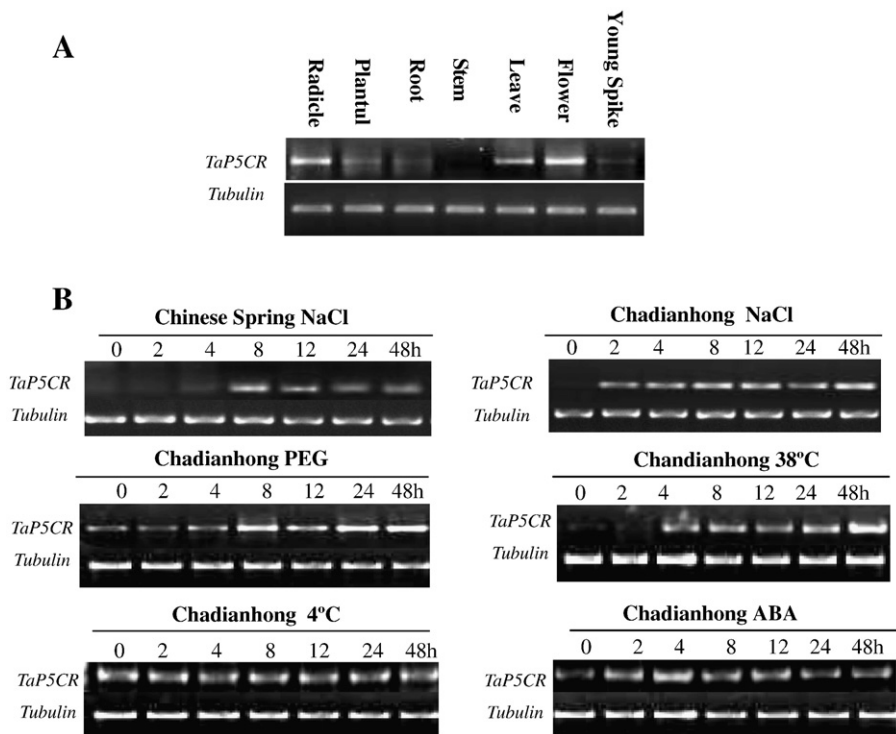 A
Radicle Plantul Root Stem Leave Flower Young Spike
TaP5CR
Tubulin
B
Chinese Spring NaCl
0 2 4 8 12 24 48h
TaP5CR
Tubulin
Chadianhong NaCl
0 2 4 8 12 24 48h
TaP5CR
Tubulin
Chadianhong PEG
0 2 4 8 12 24 48h
TaP5CR
Tubulin
Chandianhong 38ºC
0 2 4 8 12 24 48h
TaP5CR
Tubulin
Chadianhong 4ºC
0 2 4 8 12 24 48h
TaP5CR
Tubulin
Chadianhong ABA
0 2 4 8 12 24 48h
TaP5CR
Tubulin